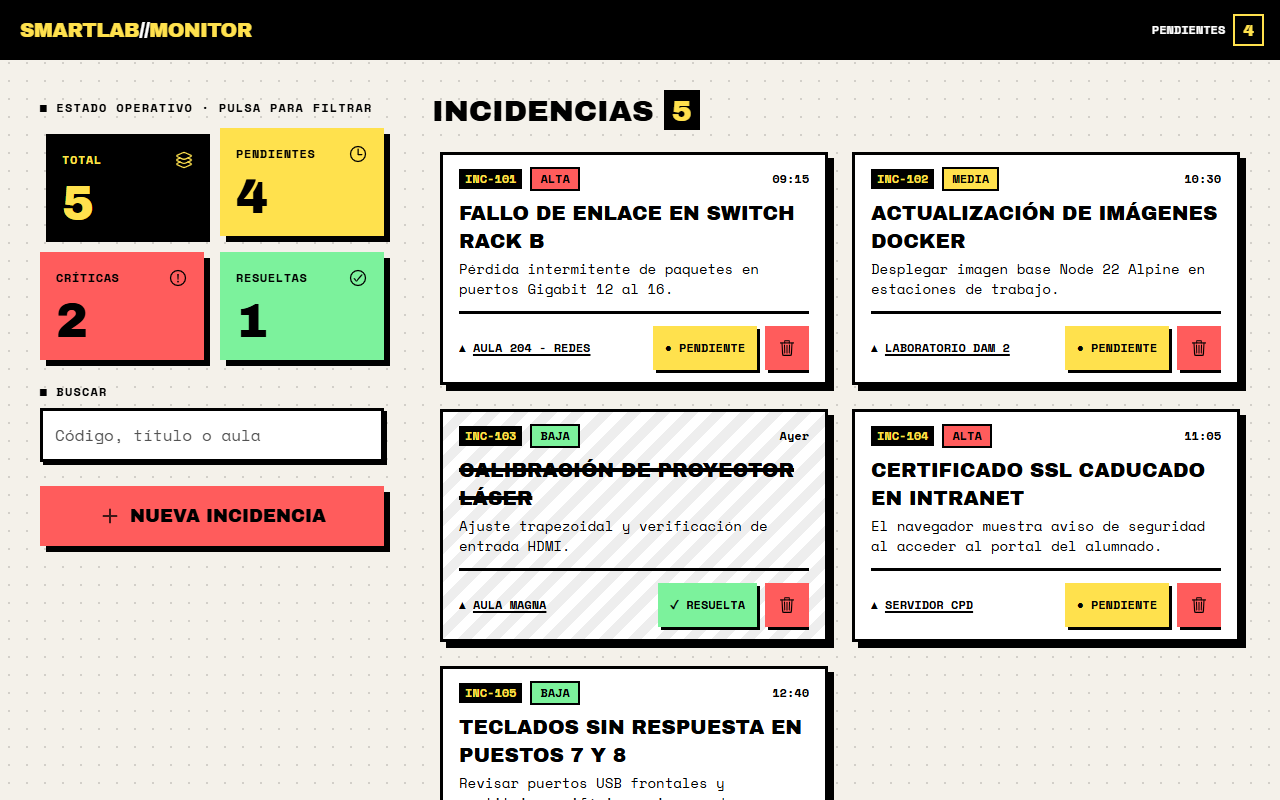 SMARTLAB//MONITOR
PENDIENTES 4
■ ESTADO OPERATIVO · PULSA PARA FILTRAR
TOTAL
5
PENDIENTES
4
CRÍTICAS
2
RESUELTAS
1
■ BUSCAR
Código, título o aula
+ NUEVA INCIDENCIA
INCIDENCIAS 5
INC-101 ALTA 09:15
FALLO DE ENLACE EN SWITCH
RACK B
Pérdida intermitente de paquetes en
puertos Gigabit 12 al 16.
▲ AULA 204 - REDES ● PENDIENTE
INC-102 MEDIA 10:30
ACTUALIZACIÓN DE IMÁGENES
DOCKER
Desplegar imagen base Node 22 Alpine en
estaciones de trabajo.
▲ LABORATORIO DAM 2 ● PENDIENTE
INC-103 BAJA Ayer
CALIBRACIÓN DE PROYECTOR
LÁSER
Ajuste trapezoidal y verificación de
entrada HDMI.
▲ AULA MAGNA ✓ RESUELTA
INC-104 ALTA 11:05
CERTIFICADO SSL CADUCADO
EN INTRANET
El navegador muestra aviso de seguridad
al acceder al portal del alumnado.
▲ SERVIDOR CPD ● PENDIENTE
INC-105 BAJA 12:40
TECLADOS SIN RESPUESTA EN
PUESTOS 7 Y 8
Revisar puertos USB frontales y